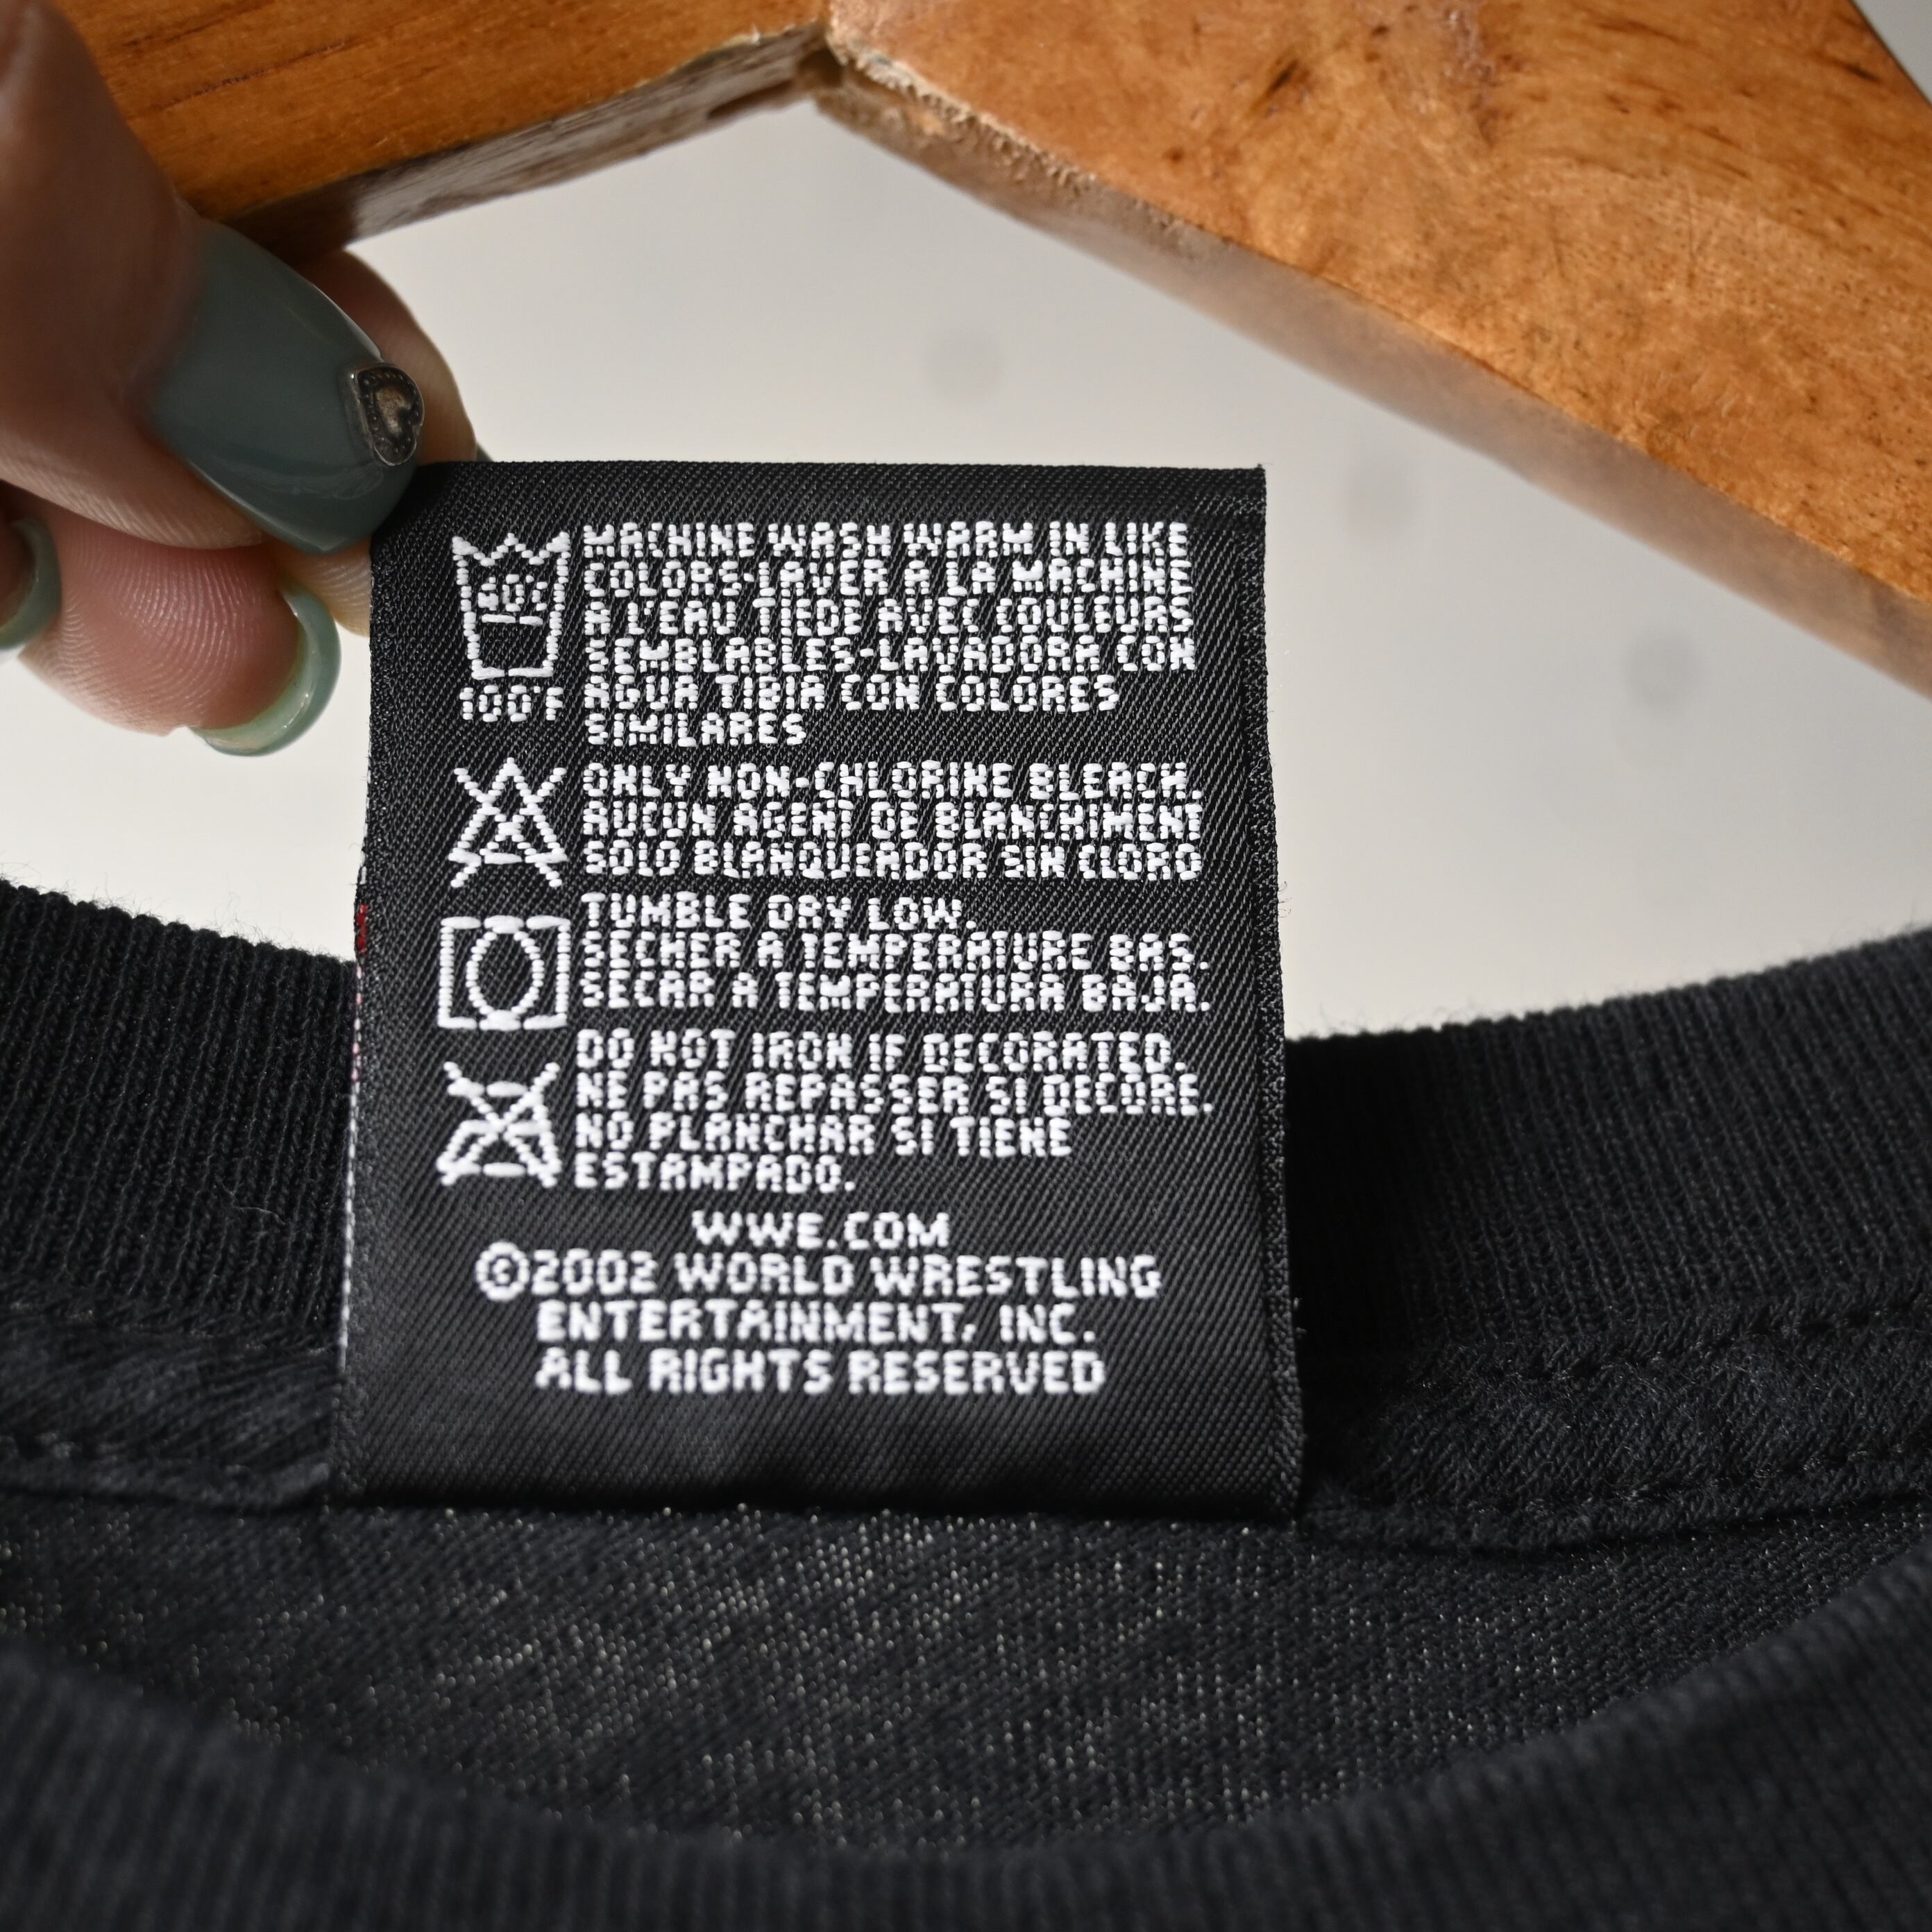 MACHINE WASH WARM IN LIKE
COLORS-LAVER A LA MACHINE
A L'EAU TIEDE AVEC COULEURS
SEMBLABLES-LAVADORA CON
100°F AGUA TIBIA CON COLORES
SIMILARES
ONLY NON-CHLORINE BLEACH.
AUCUN AGENT DE BLANCHIMENT
SOLO BLANQUEADOR SIN CLORO
TUMBLE DRY LOW.
SECHER A TEMPERATURE BAS.
SECAR A TEMPERATURA BAJA.
DO NOT IRON IF DECORATED.
NE PAS REPASSER SI DECORE.
NO PLANCHAR SI TIENE
ESTAMPADO.
WWE.COM
©2002 WORLD WRESTLING
ENTERTAINMENT, INC.
ALL RIGHTS RESERVED